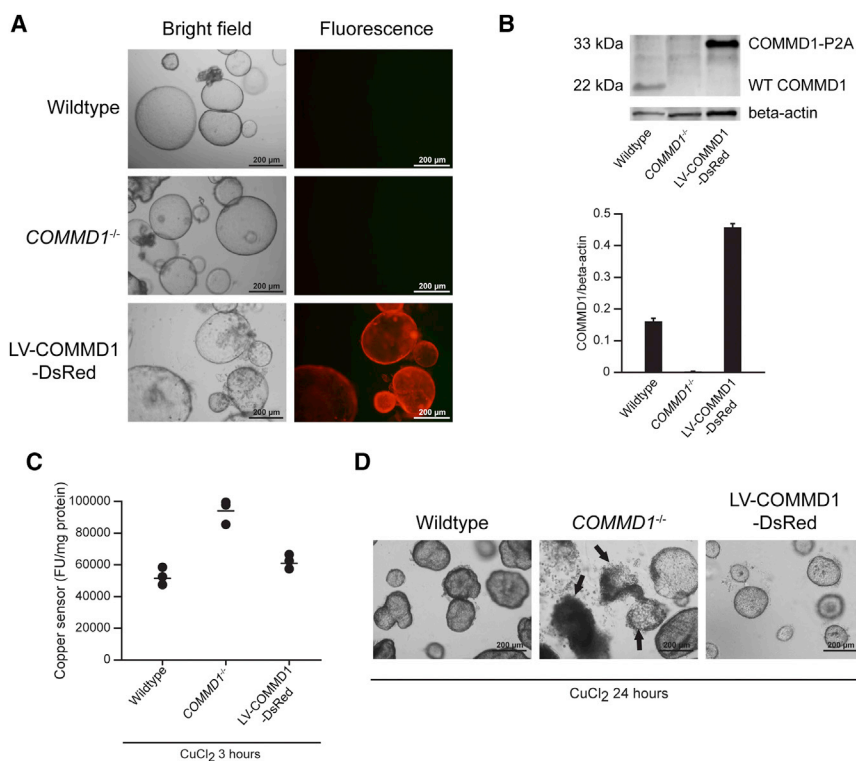 A
Bright field
Fluorescence
Wildtype
200 µm
200 µm
COMMD1-/-
200 µm
200 µm
LV-COMMD1
-DsRed
200 µm
200 µm
B
33 kDa
COMMD1-P2A
22 kDa
WT COMMD1
beta-actin
Wildtype
COMMD1-/-
LV-COMMD1
-DsRed
COMMD1/beta-actin
0.5
0.4
0.3
0.2
0.1
0
Wildtype
COMMD1-/-
LV-COMMD1
-DsRed
C
Copper sensor (FU/mg protein)
100000
80000
60000
40000
20000
0
Wildtype
COMMD1-/-
LV-COMMD1
-DsRed
CuCl2 3 hours
D
Wildtype
COMMD1-/-
LV-COMMD1
-DsRed
200 µm
200 µm
200 µm
CuCl2 24 hours